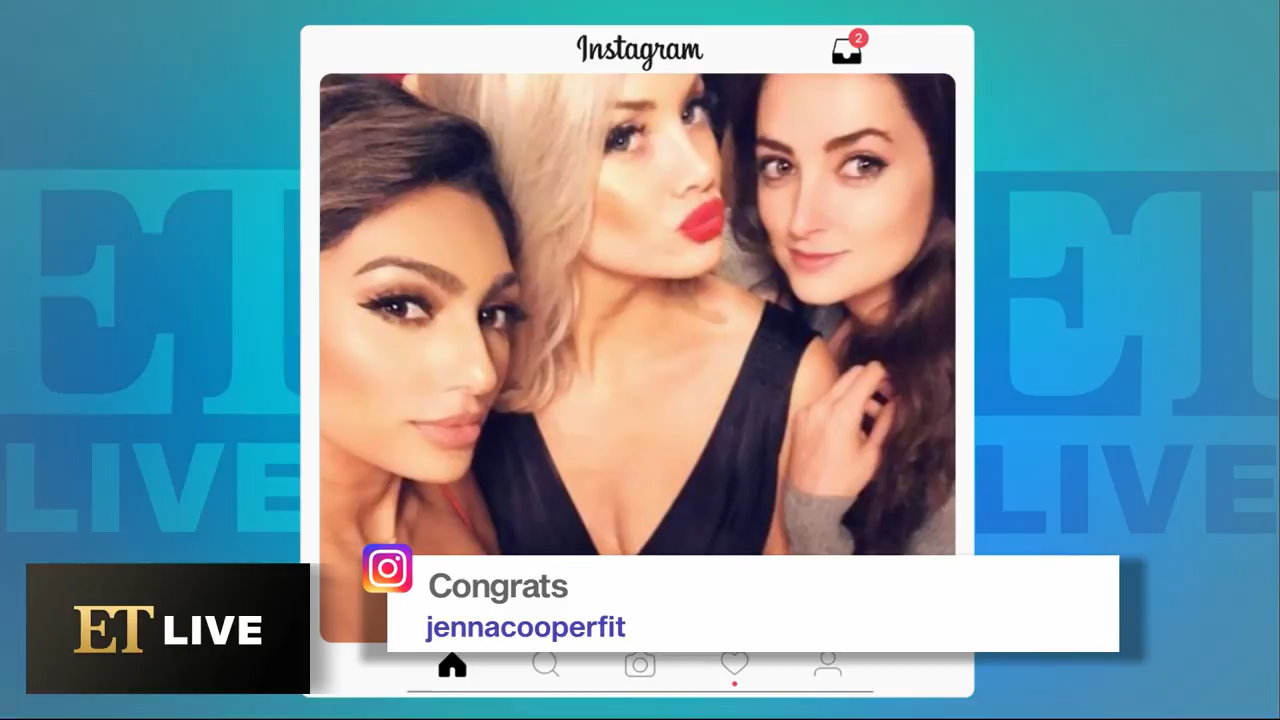 Instagram
2
ET
LIVE
ET
LIVE
Congrats
jennacooperfit
ET LIVE